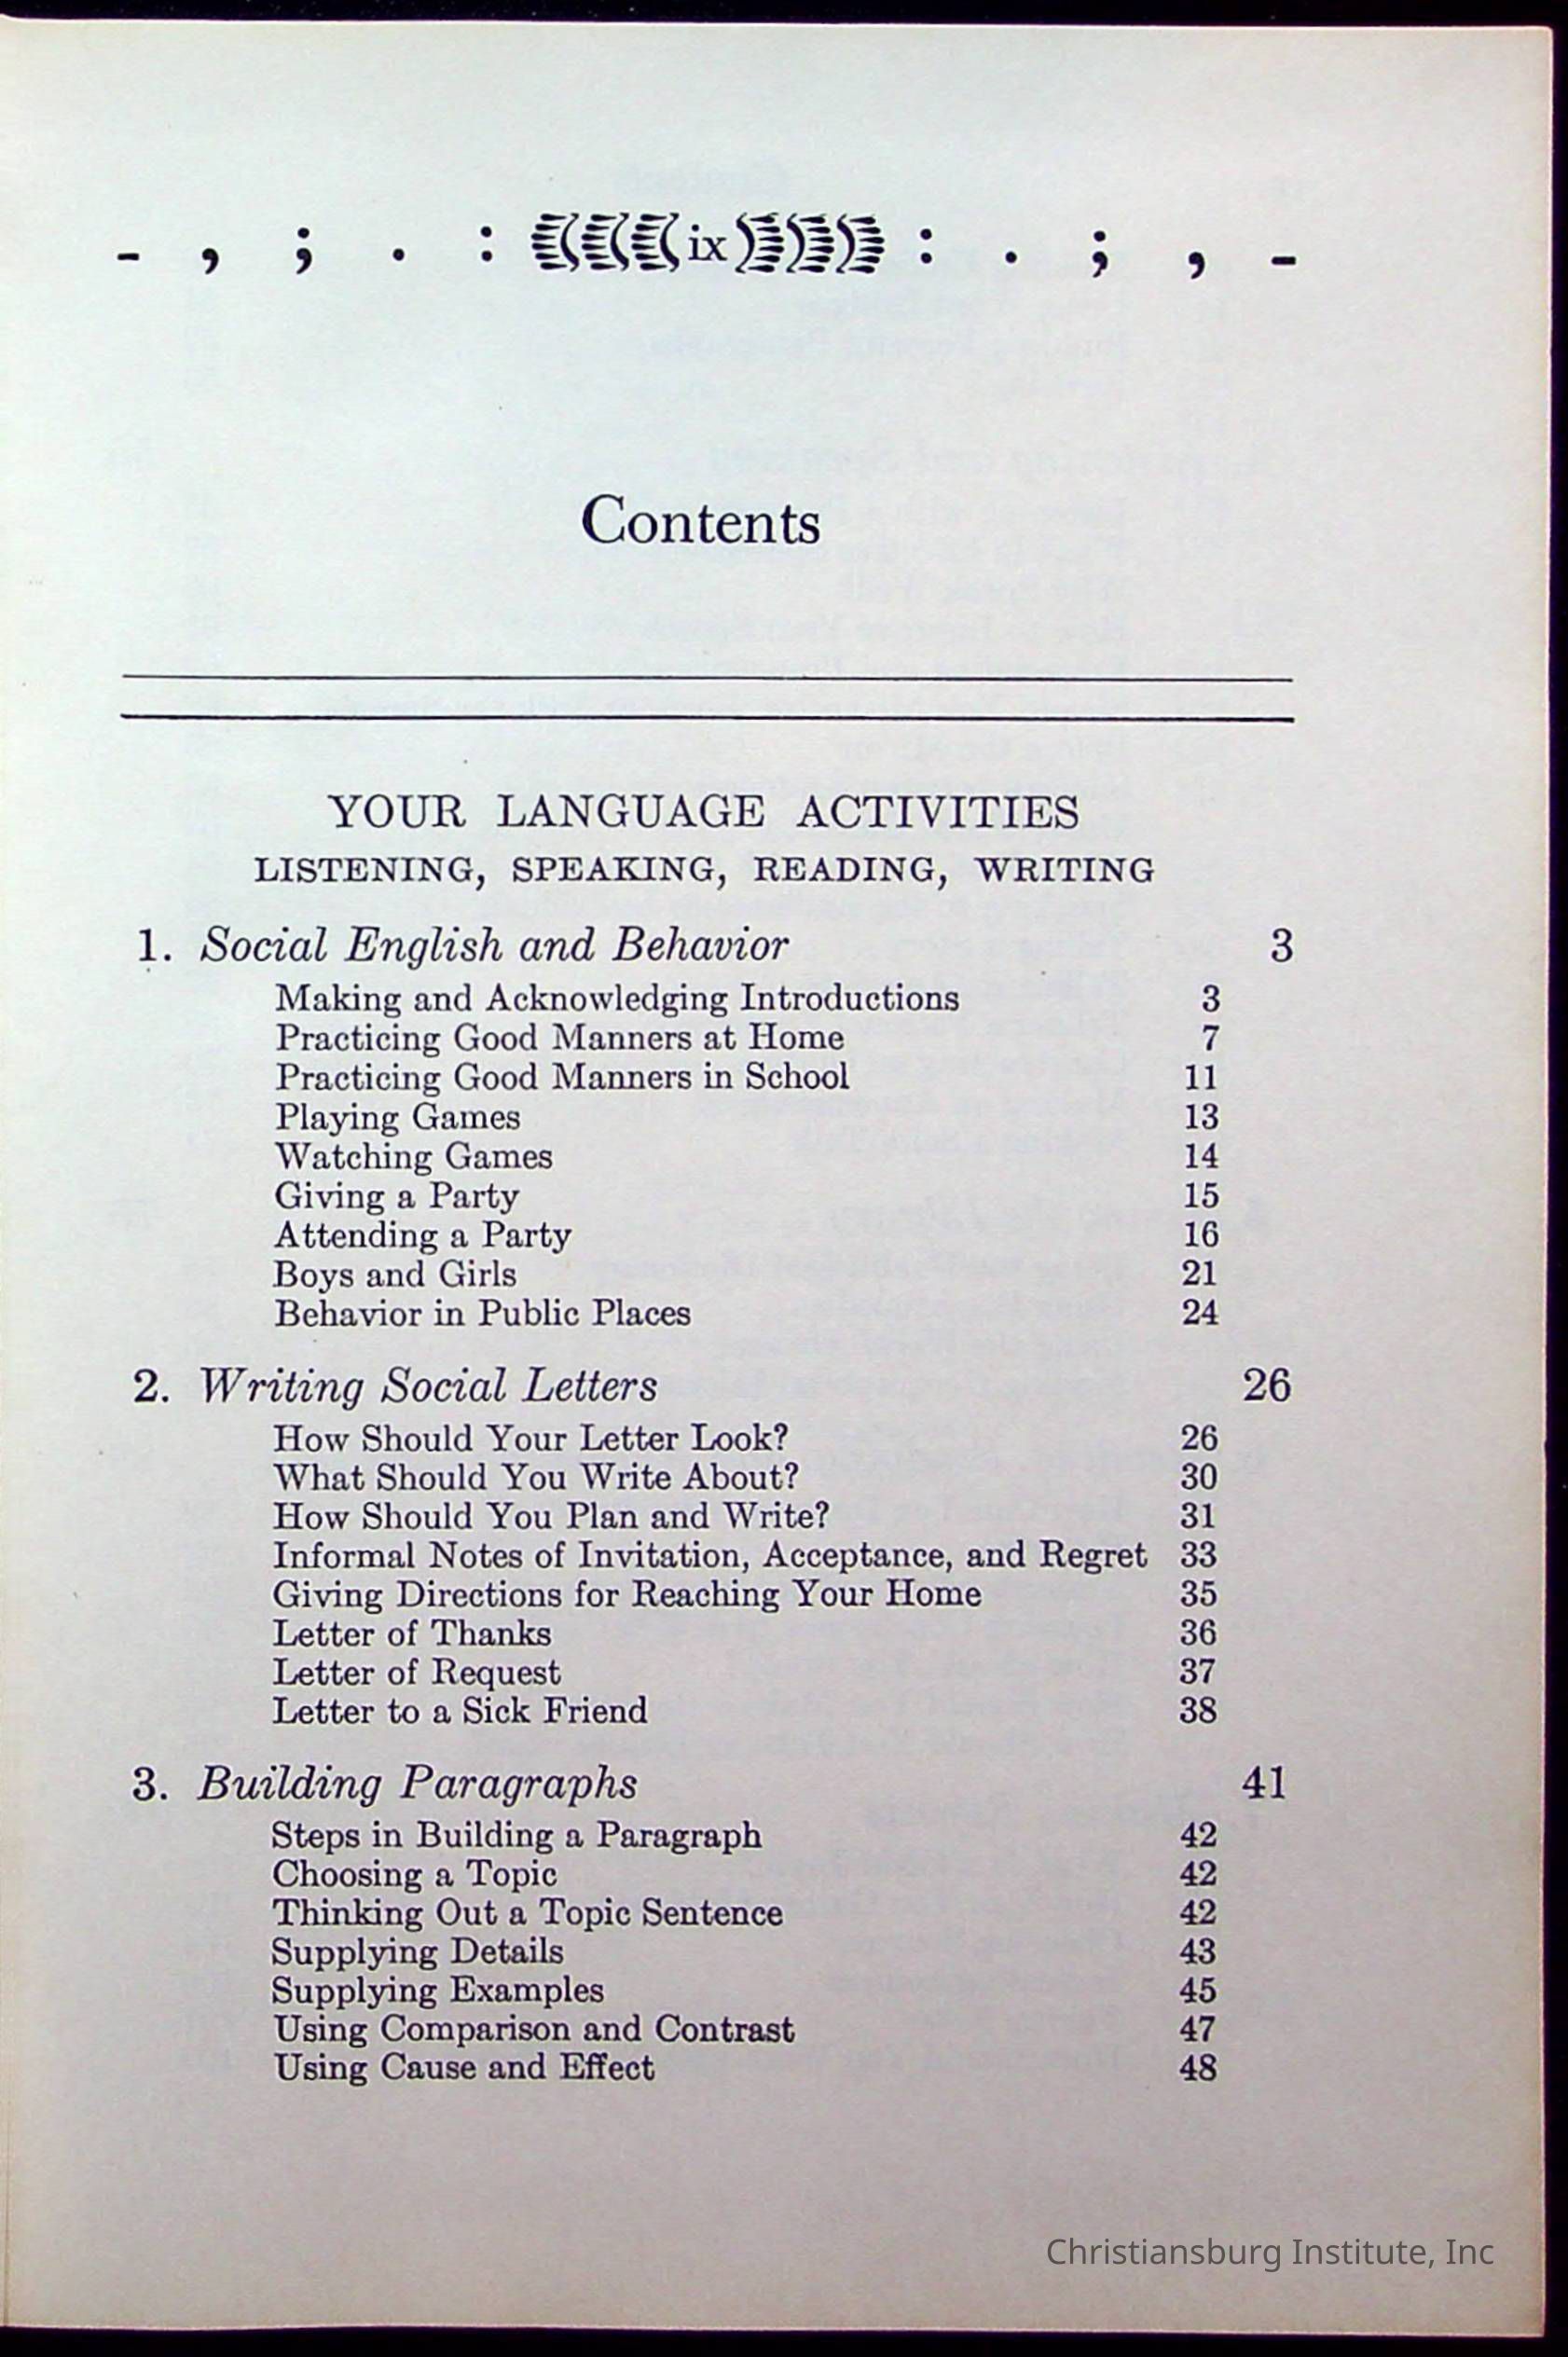 - , ; . : ix : . ; , -
Contents
YOUR LANGUAGE ACTIVITIES
LISTENING, SPEAKING, READING, WRITING
1. Social English and Behavior 3
Making and Acknowledging Introductions 3
Practicing Good Manners at Home 7
Practicing Good Manners in School 11
Playing Games 13
Watching Games 14
Giving a Party 15
Attending a Party 16
Boys and Girls 21
Behavior in Public Places 24
2. Writing Social Letters 26
How Should Your Letter Look? 26
What Should You Write About? 30
How Should You Plan and Write? 31
Informal Notes of Invitation, Acceptance, and Regret 33
Giving Directions for Reaching Your Home 35
Letter of Thanks 36
Letter of Request 37
Letter to a Sick Friend 38
3. Building Paragraphs 41
Steps in Building a Paragraph 42
Choosing a Topic 42
Thinking Out a Topic Sentence 42
Supplying Details 43
Supplying Examples 45
Using Comparison and Contrast 47
Using Cause and Effect 48
Christiansburg Institute, Inc